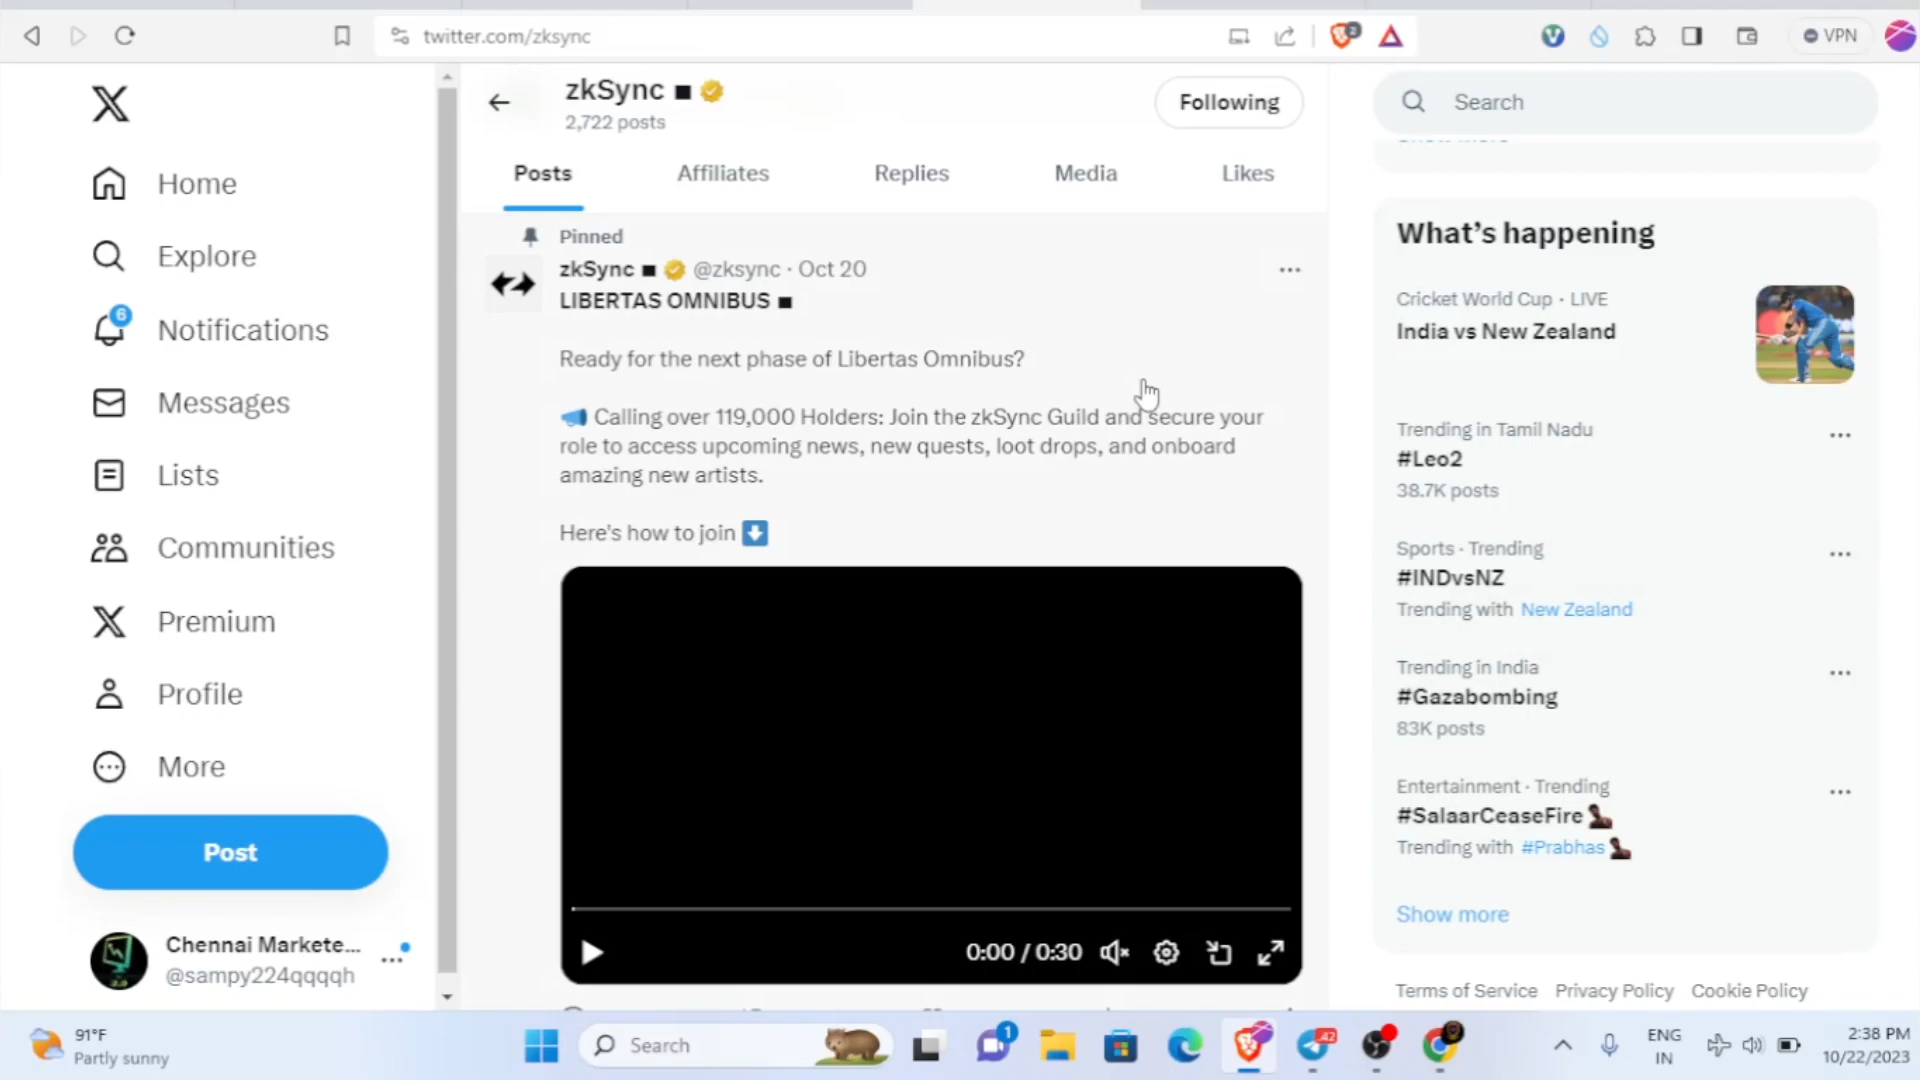 twitter.com/zksync
2
VPN
zkSync
2,722 posts
Following
Search
Posts
Affiliates
Replies
Media
Likes
Home
Explore
6
Notifications
Messages
Lists
Communities
Premium
Profile
More
Post
Chennai Markete...
@sampy224qqqqh
Pinned
zkSync @zksync · Oct 20
LIBERTAS OMNIBUS
Ready for the next phase of Libertas Omnibus?
Calling over 119,000 Holders: Join the zkSync Guild and secure your
role to access upcoming news, new quests, loot drops, and onboard
amazing new artists.
Here's how to join
0:00 / 0:30
What's happening
Cricket World Cup · LIVE
India vs New Zealand
Trending in Tamil Nadu
#Leo2
38.7K posts
Sports · Trending
#INDvsNZ
Trending with New Zealand
Trending in India
#Gazabombing
83K posts
Entertainment · Trending
#SalaarCeaseFire
Trending with #Prabhas
Show more
Terms of Service Privacy Policy Cookie Policy
91°F
Partly sunny
Search
1
42
ENG
IN
2:38 PM
10/22/2023